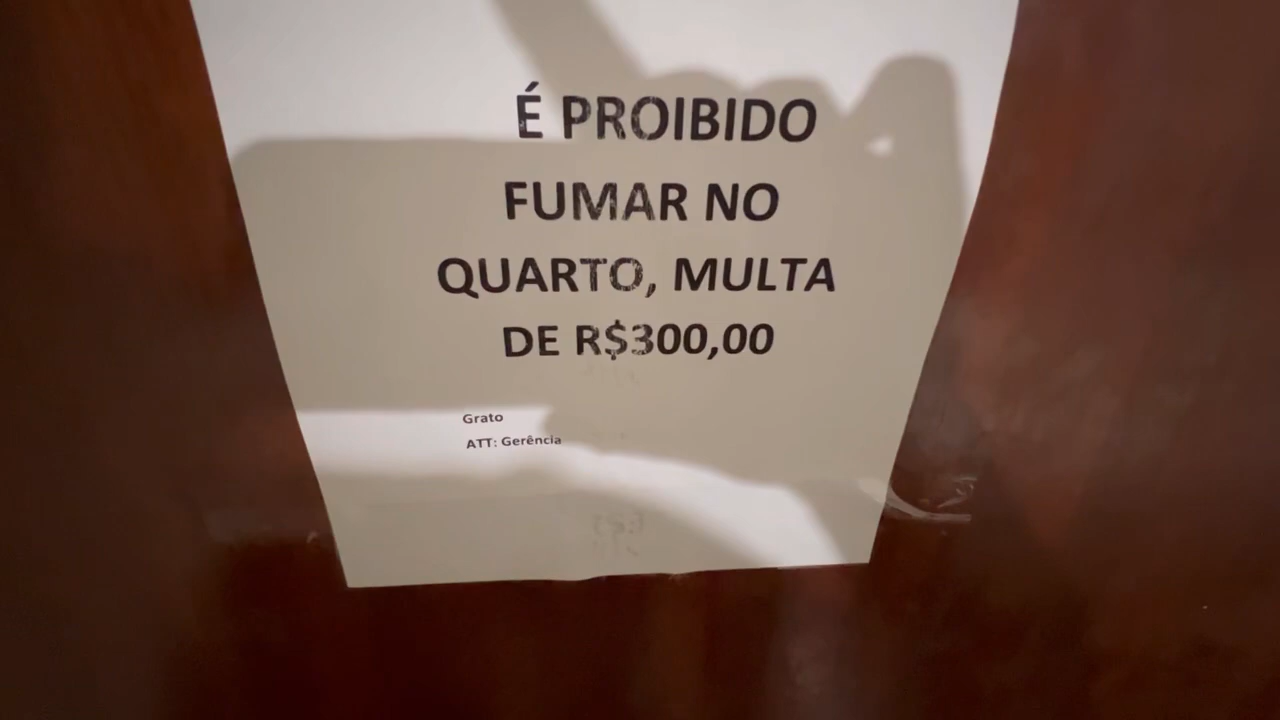 É PROIBIDO
FUMAR NO
QUARTO, MULTA
DE R$300,00
Grato
ATT: Gerência